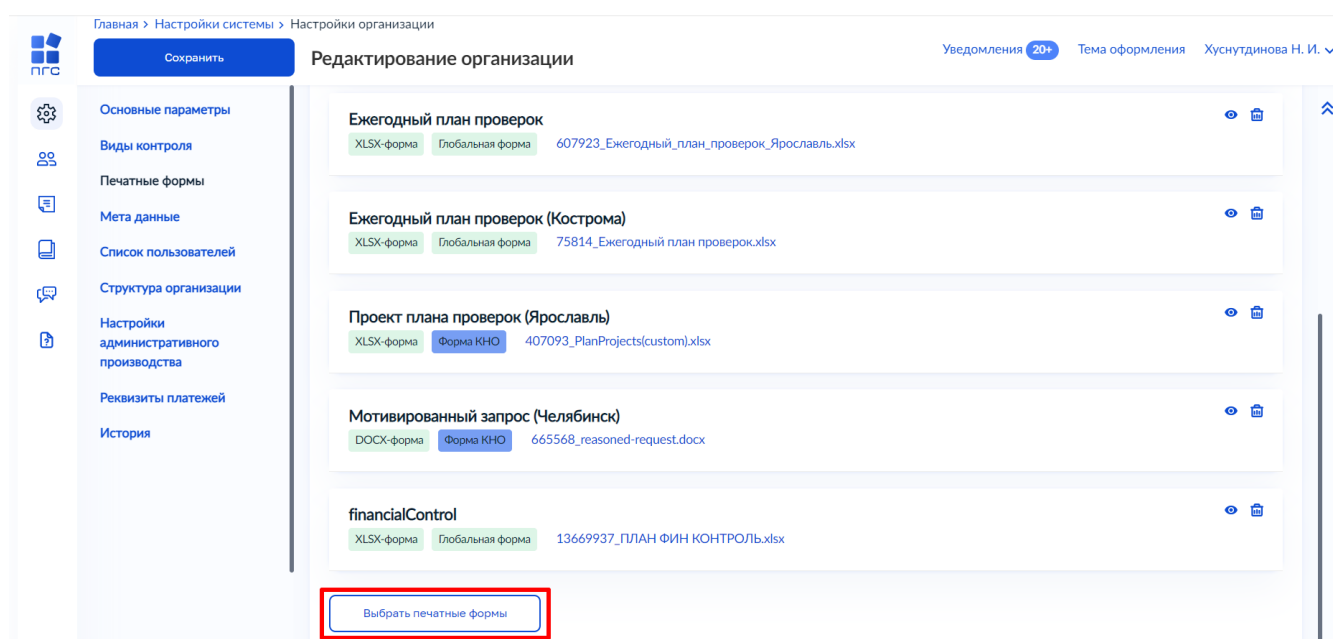 Главная > Настройки системы > Настройки организации
ПГС
Сохранить
Редактирование организации
Уведомления 20+ Тема оформления Хуснутдинова Н. И.
Основные параметры
Виды контроля
Печатные формы
Мета данные
Список пользователей
Структура организации
Настройки
административного
производства
Реквизиты платежей
История
Ежегодный план проверок
XLSX-форма Глобальная форма 607923_Ежегодный_план_проверок_Ярославль.xlsx
Ежегодный план проверок (Кострома)
XLSX-форма Глобальная форма 75814_Ежегодный план проверок.xlsx
Проект плана проверок (Ярославль)
XLSX-форма Форма КНО 407093_PlanProjects(custom).xlsx
Мотивированный запрос (Челябинск)
DOCX-форма Форма КНО 665568_reasoned-request.docx
financialControl
XLSX-форма Глобальная форма 13669937_ПЛАН ФИН КОНТРОЛЬ.xlsx
Выбрать печатные формы